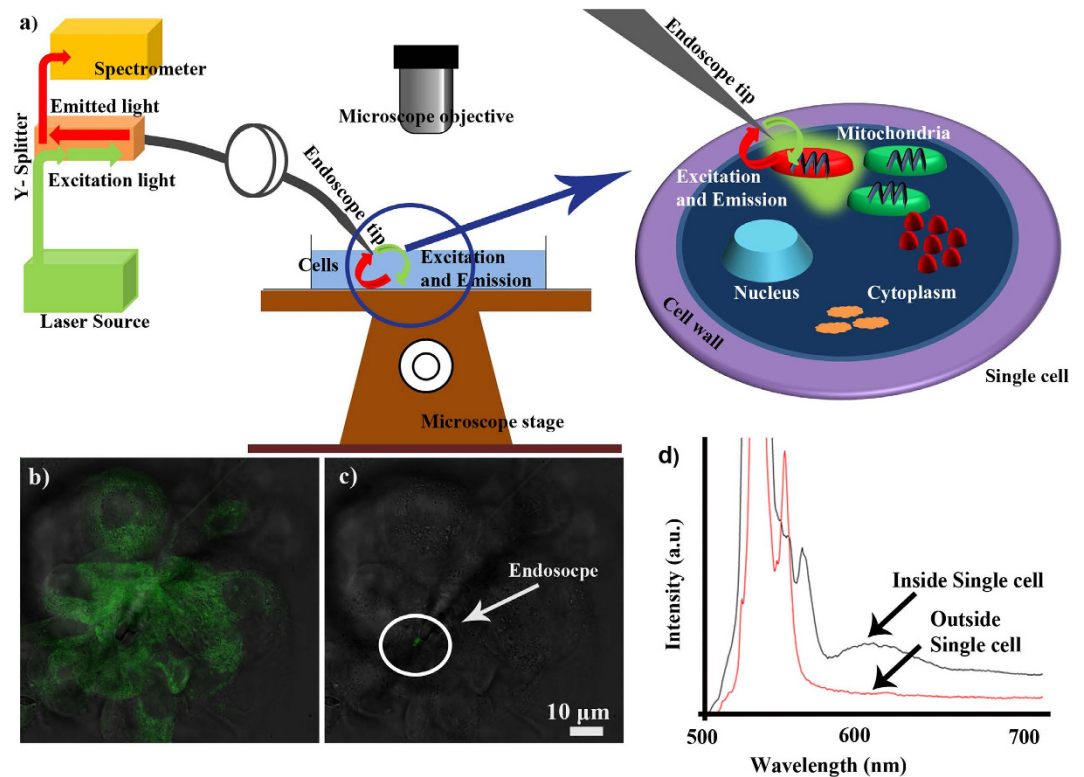 a)
Spectrometer
Emitted light
Y- Splitter
Excitation light
Laser Source
Microscope objective
Endoscope tip
Cells
Excitation
and Emission
Microscope stage
Endoscope tip
Mitochondria
Excitation
and Emission
Nucleus
Cytoplasm
Cell wall
Single cell
b)
c)
Endosocpe
10 µm
d)
Intensity (a.u.)
Inside Single cell
Outside
Single cell
500
600
700
Wavelength (nm)